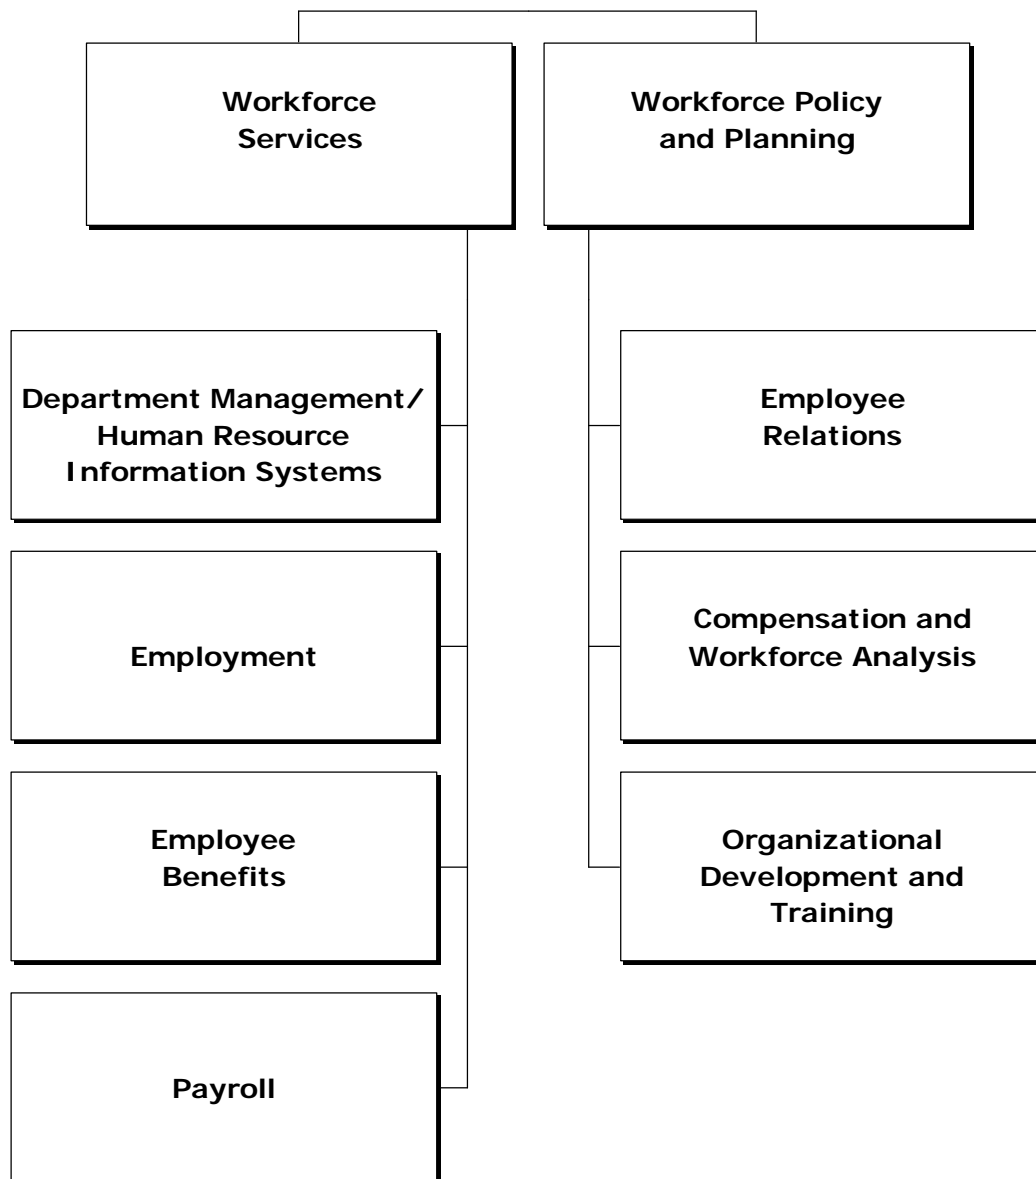 Workforce
Services
Workforce Policy
and Planning
Department Management/
Human Resource
Information Systems
Employment
Employee
Benefits
Payroll
Employee
Relations
Compensation and
Workforce Analysis
Organizational
Development and
Training